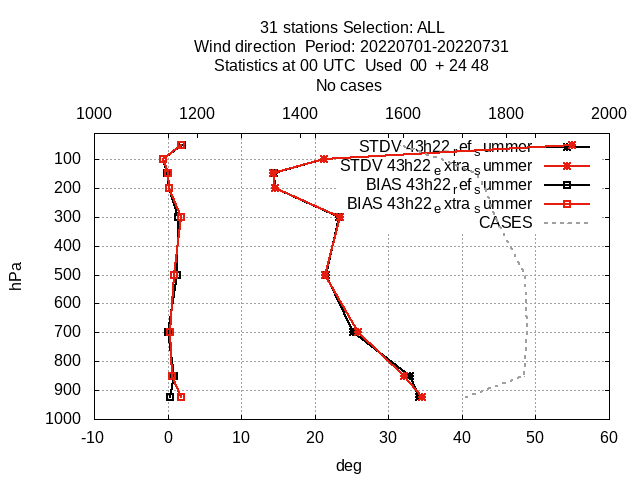 31 stations Selection: ALL
Wind direction  Period: 20220701-20220731
Statistics at 00 UTC  Used  00  + 24 48
No cases
1000 1200 1400 1600 1800 2000
STDV 43h22_ref_summer
STDV 43h22_extra_summer
BIAS 43h22_ref_summer
BIAS 43h22_extra_summer
CASES
100
200
300
400
500
600
700
800
900
1000
hPa
-10 0 10 20 30 40 50 60
deg